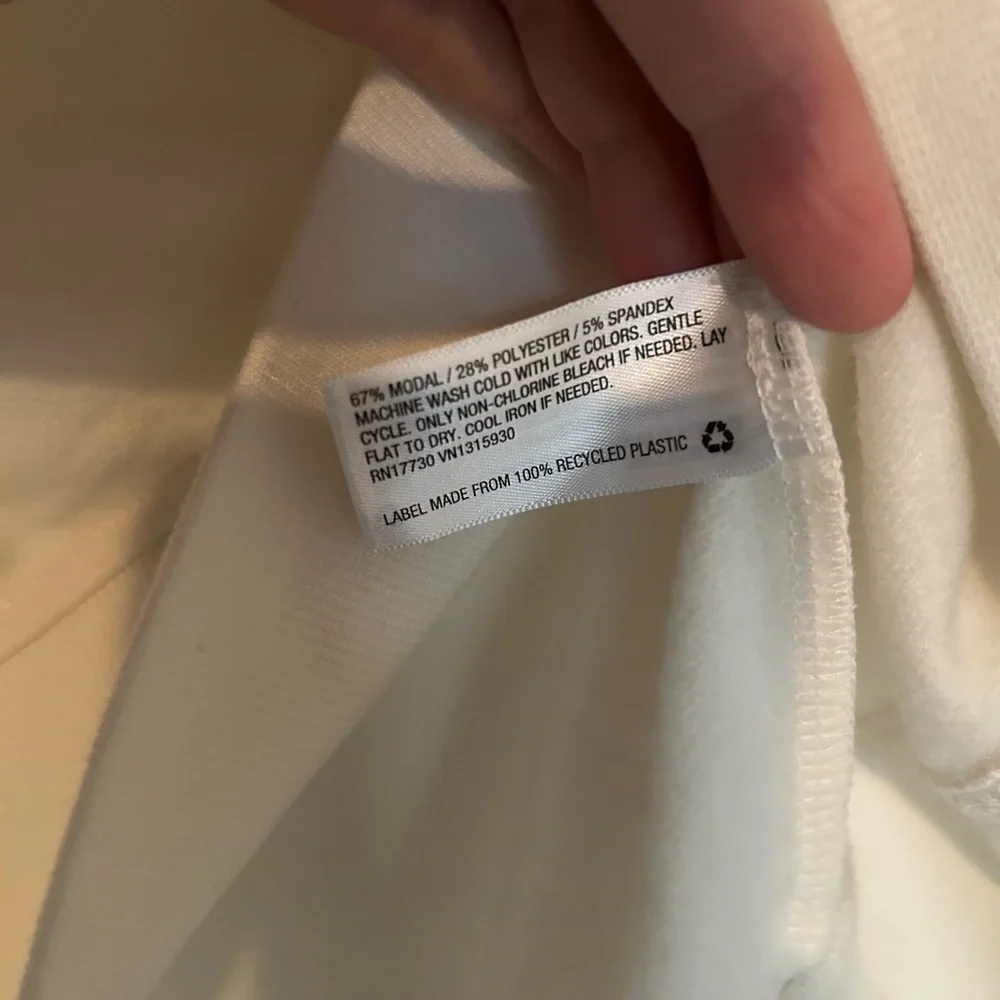 67% MODAL / 28% POLYESTER / 5% SPANDEX
MACHINE WASH COLD WITH LIKE COLORS. GENTLE
CYCLE. ONLY NON-CHLORINE BLEACH IF NEEDED. LAY
FLAT TO DRY. COOL IRON IF NEEDED.
RN17730 VN1315930
LABEL MADE FROM 100% RECYCLED PLASTIC